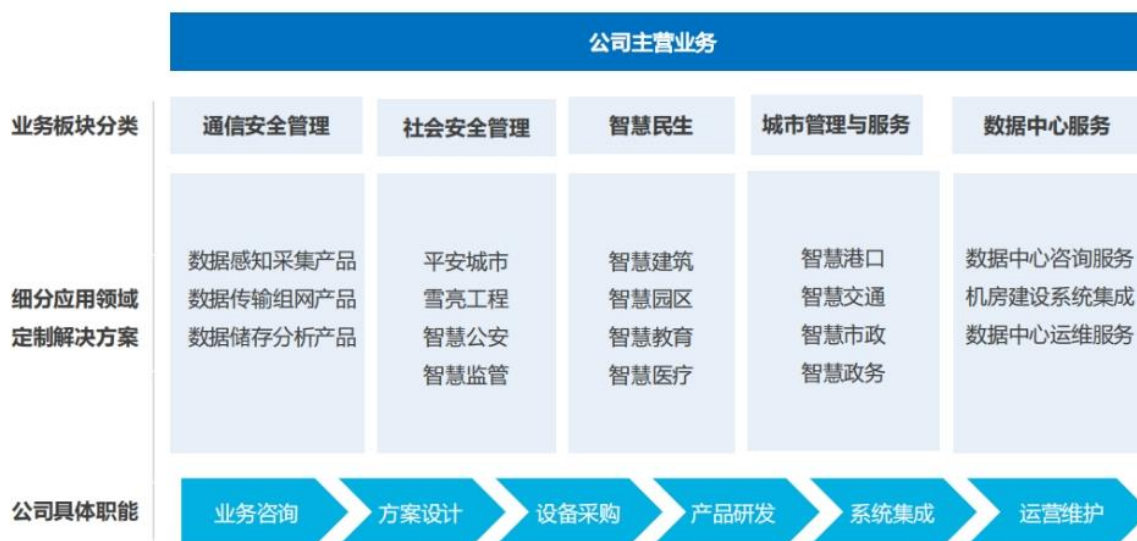 公司主营业务
业务板块分类
通信安全管理
社会安全管理
智慧民生
城市管理与服务
数据中心服务
细分应用领域
定制解决方案
数据感知采集产品
数据传输组网产品
数据储存分析产品
平安城市
雪亮工程
智慧公安
智慧监管
智慧建筑
智慧园区
智慧教育
智慧医疗
智慧港口
智慧交通
智慧市政
智慧政务
数据中心咨询服务
机房建设系统集成
数据中心运维服务
公司具体职能
业务咨询
方案设计
设备采购
产品研发
系统集成
运营维护